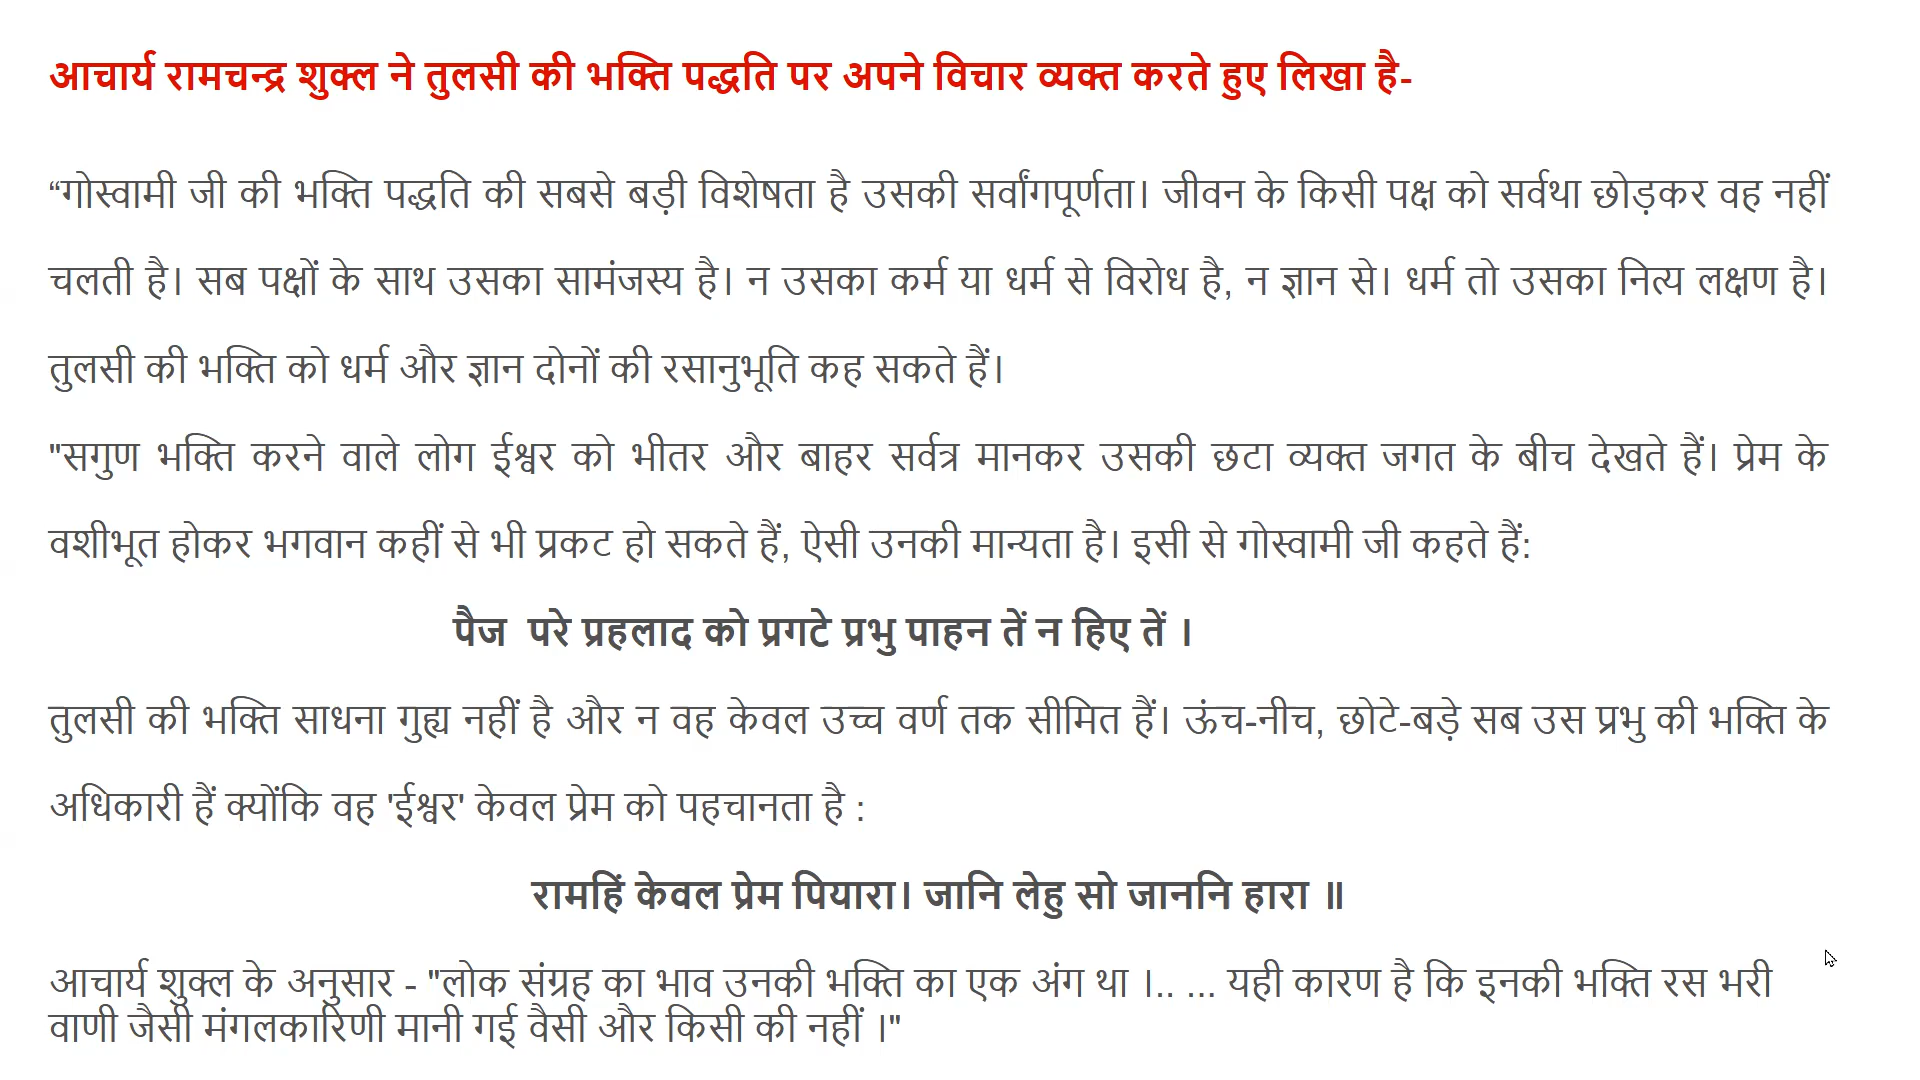 आचार्य रामचन्द्र शुक्ल ने तुलसी की भक्ति पद्धति पर अपने विचार व्यक्त करते हुए लिखा है-
“गोस्वामी जी की भक्ति पद्धति की सबसे बड़ी विशेषता है उसकी सर्वांगपूर्णता। जीवन के किसी पक्ष को सर्वथा छोड़कर वह नहीं
चलती है। सब पक्षों के साथ उसका सामंजस्य है। न उसका कर्म या धर्म से विरोध है, न ज्ञान से। धर्म तो उसका नित्य लक्षण है।
तुलसी की भक्ति को धर्म और ज्ञान दोनों की रसानुभूति कह सकते हैं।
"सगुण भक्ति करने वाले लोग ईश्वर को भीतर और बाहर सर्वत्र मानकर उसकी छटा व्यक्त जगत के बीच देखते हैं। प्रेम के
वशीभूत होकर भगवान कहीं से भी प्रकट हो सकते हैं, ऐसी उनकी मान्यता है। इसी से गोस्वामी जी कहते हैं:
पैज परे प्रहलाद को प्रगटे प्रभु पाहन तें न हिए तें ।
तुलसी की भक्ति साधना गुह्य नहीं है और न वह केवल उच्च वर्ण तक सीमित हैं। ऊंच-नीच, छोटे-बड़े सब उस प्रभु की भक्ति के
अधिकारी हैं क्योंकि वह 'ईश्वर' केवल प्रेम को पहचानता है :
रामहिं केवल प्रेम पियारा। जानि लेहु सो जाननि हारा ॥
आचार्य शुक्ल के अनुसार - "लोक संग्रह का भाव उनकी भक्ति का एक अंग था ।.. ... यही कारण है कि इनकी भक्ति रस भरी
वाणी जैसी मंगलकारिणी मानी गई वैसी और किसी की नहीं ।"